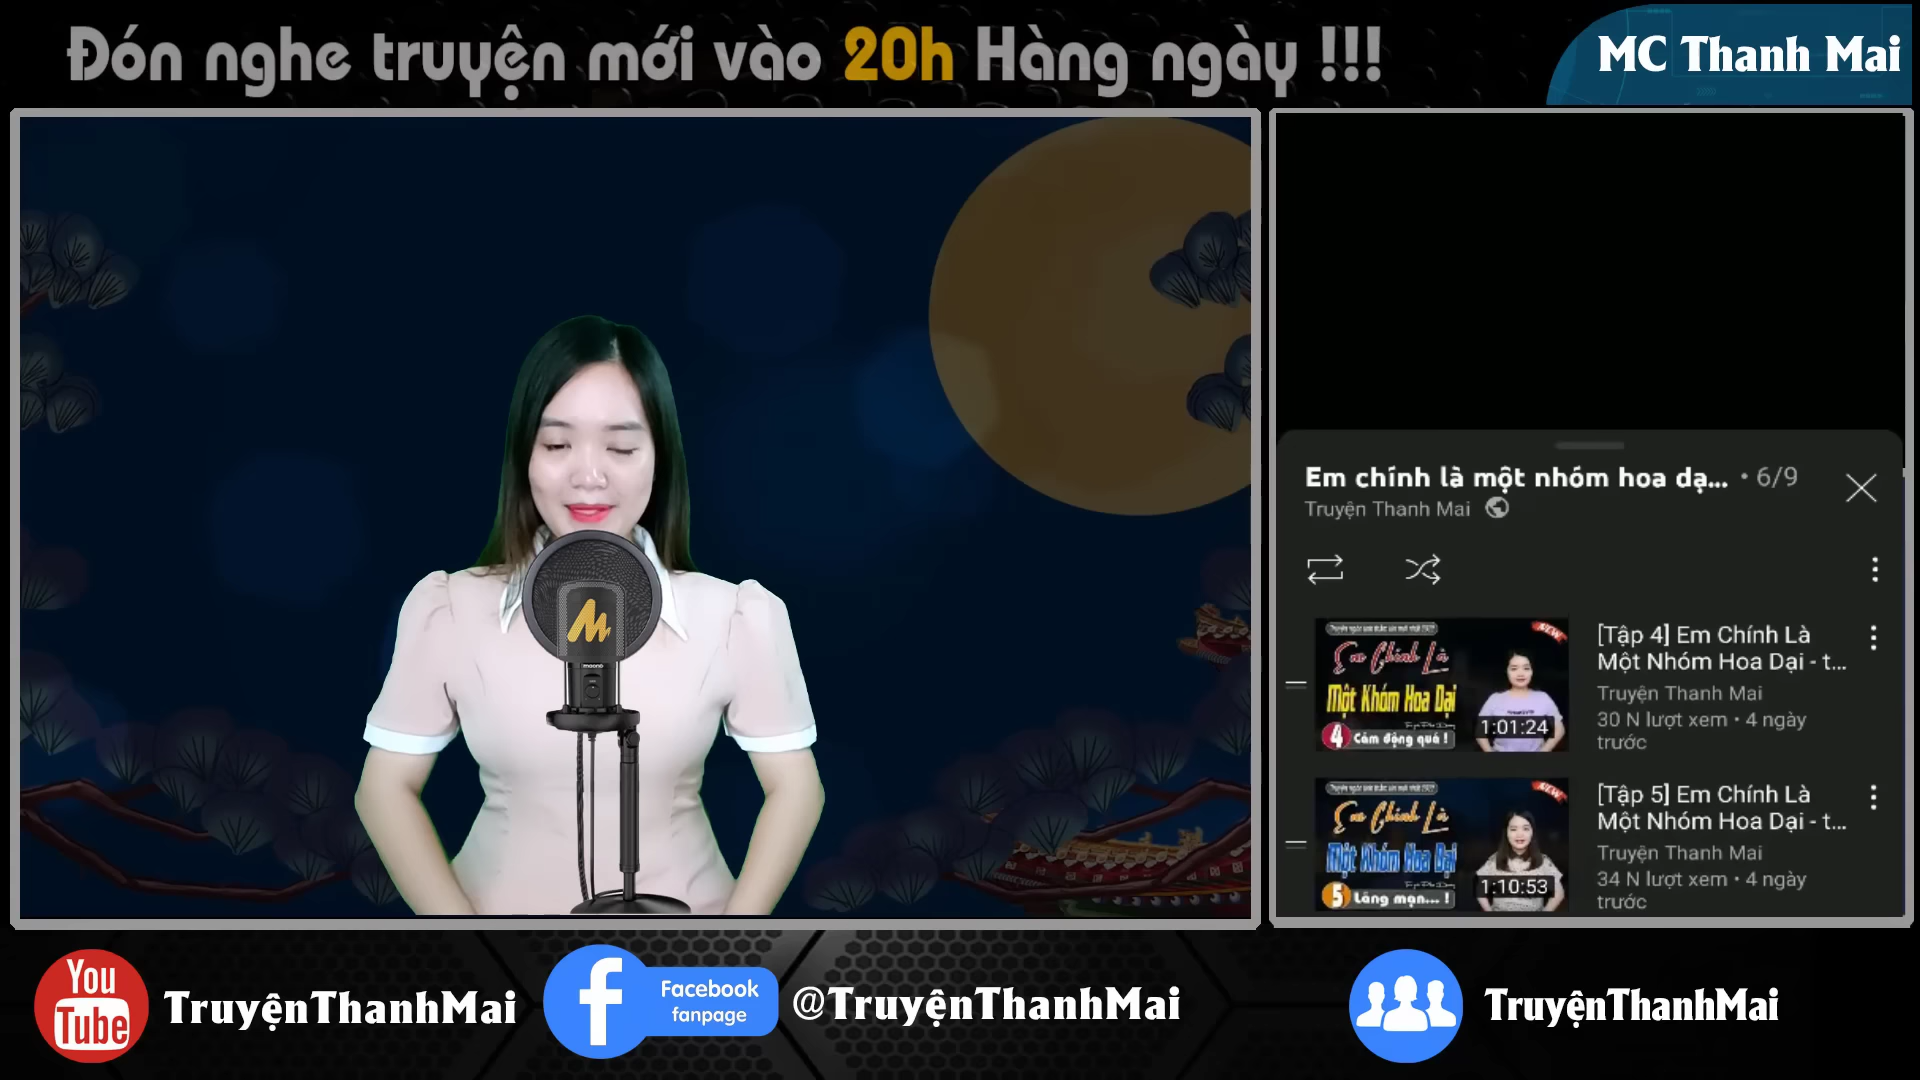 Đón nghe truyện mới vào 20h Hàng ngày !!!
MC Thanh Mai
maono
Em chính là một nhóm hoa dạ... • 6/9
Truyện Thanh Mai
[Tập 4] Em Chính Là
Một Nhóm Hoa Dại - t...
Truyện Thanh Mai
30 N lượt xem • 4 ngày
trước
NEW
Em Chính Là
Một Khóm Hoa Dại
4 Cảm động quá !
1:01:24
[Tập 5] Em Chính Là
Một Nhóm Hoa Dại - t...
Truyện Thanh Mai
34 N lượt xem • 4 ngày
trước
NEW
Em Chính Là
Một Khóm Hoa Dại
5 Lãng mạn... !
1:10:53
You
Tube
TruyệnThanhMai
Facebook
fanpage
@TruyệnThanhMai
TruyệnThanhMai